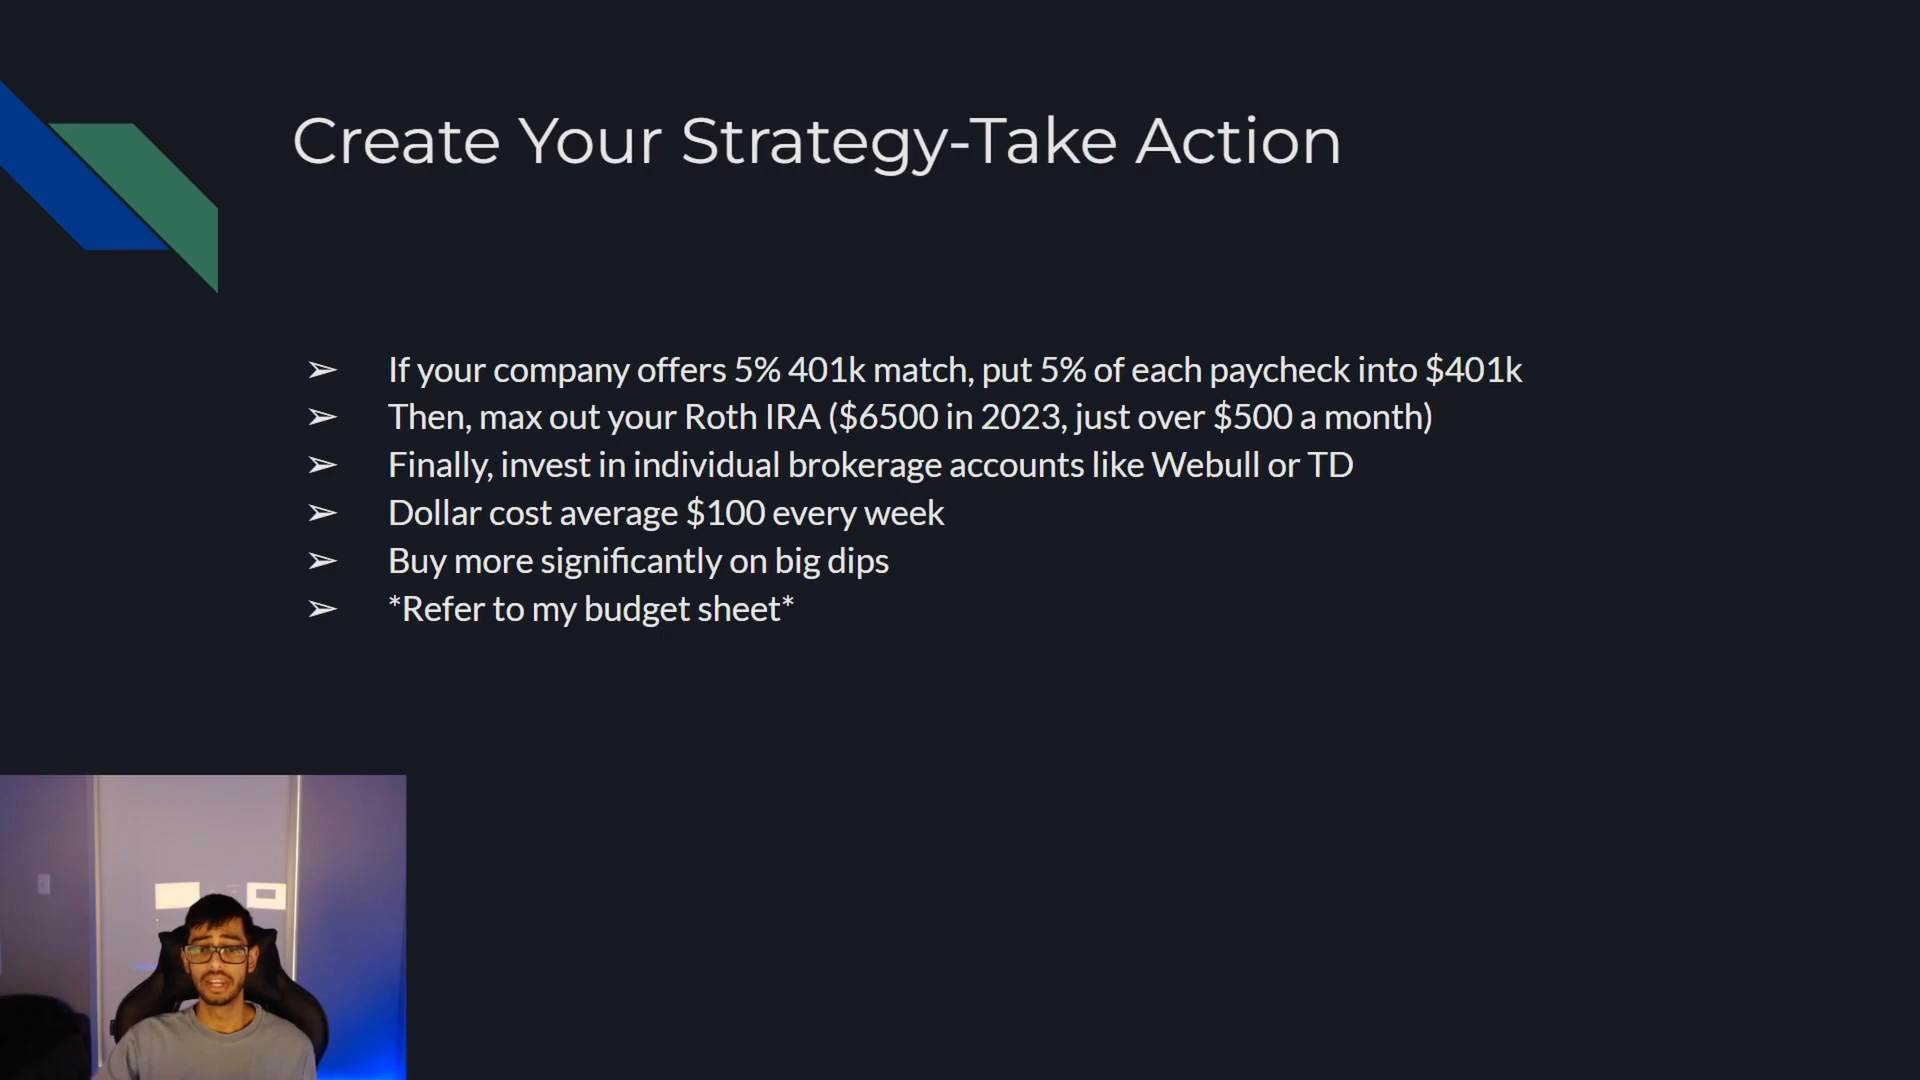 Create Your Strategy-Take Action
➢ If your company offers 5% 401k match, put 5% of each paycheck into $401k
➢ Then, max out your Roth IRA ($6500 in 2023, just over $500 a month)
➢ Finally, invest in individual brokerage accounts like Webull or TD
➢ Dollar cost average $100 every week
➢ Buy more significantly on big dips
➢ *Refer to my budget sheet*